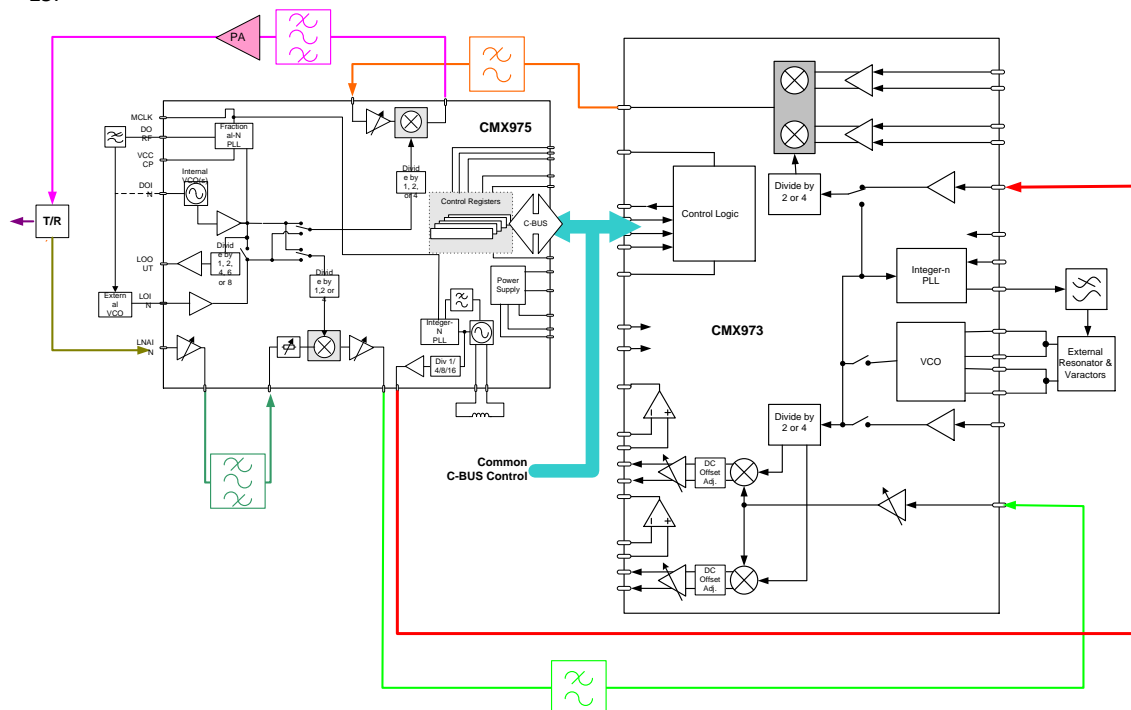 PA
CMX975
MCLK
DO
RF
VCC
CP
DOI
N
LOO
UT
LOI
N
LNAI
N
Fraction
al-N
PLL
Internal
VCO(s)
Divid
e by
1, 2,
4, 6
or 8
Extern
al
VCO
T/R
Divid
e by
1, 2,
or 4
Divid
e by
1,2 or
4
Control Registers
C-BUS
Power
Supply
Integer-
N
PLL
Div 1/
4/8/16
Common
C-BUS Control
CMX973
Control Logic
Divide by
2 or 4
Integer-n
PLL
VCO
External
Resonator &
Varactors
Divide by
2 or 4
DC
Offset
Adj.
DC
Offset
Adj.